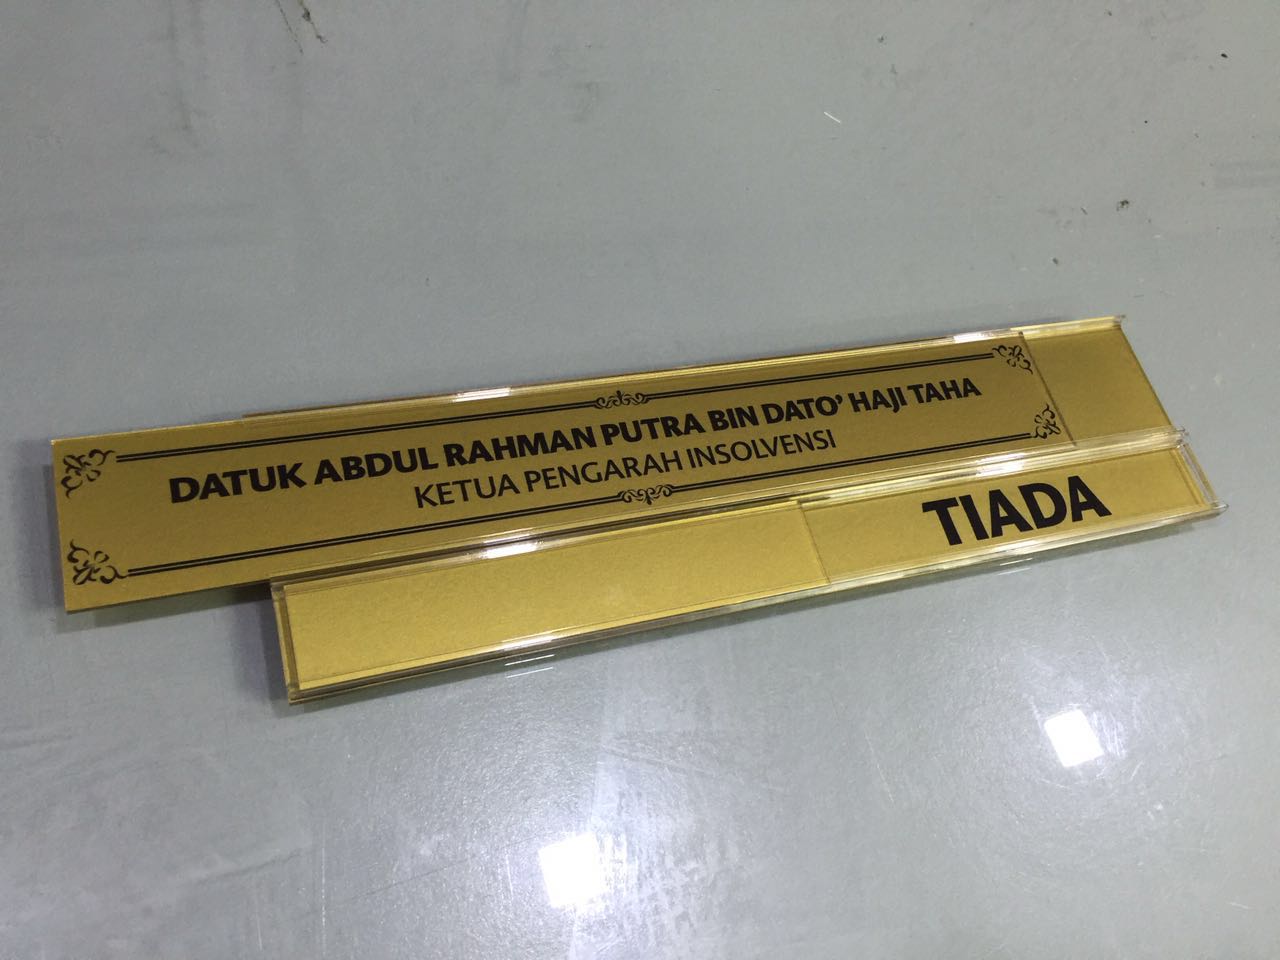 DATUK ABDUL RAHMAN PUTRA BIN DATO' HAJI TAHA
KETUA PENGARAH INSOLVENSI
TIADA